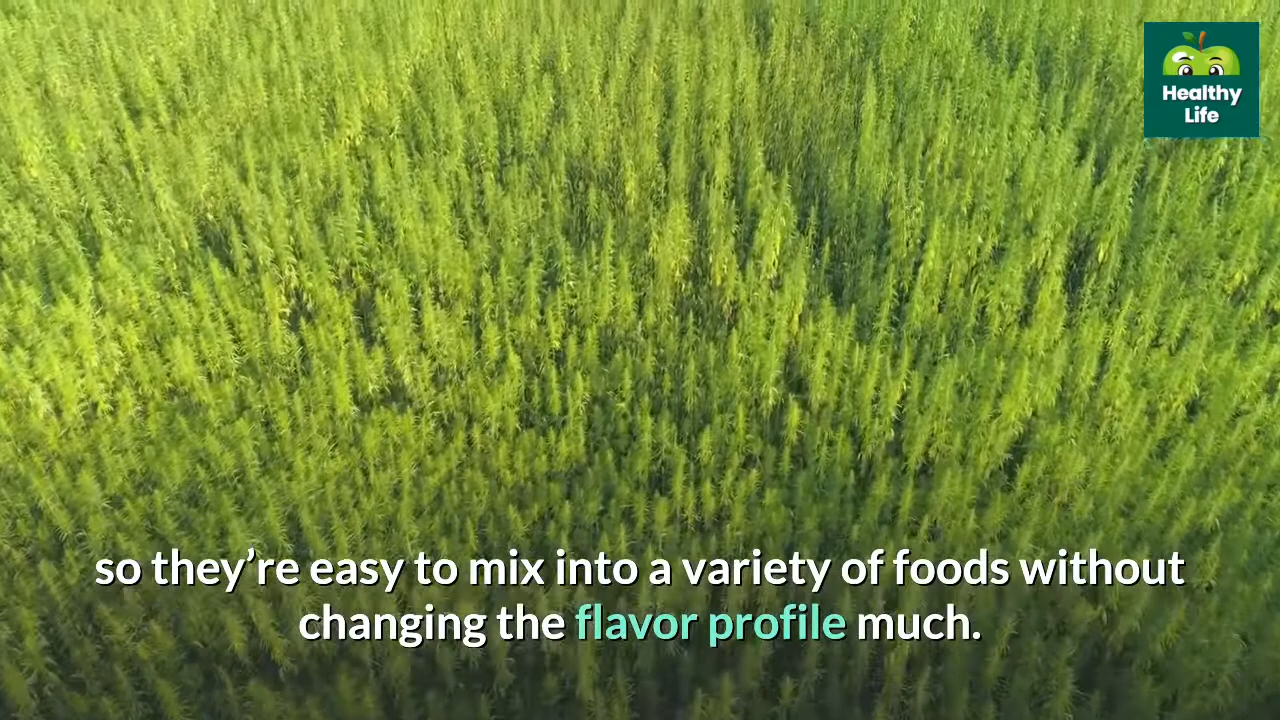 Healthy
Life
so they’re easy to mix into a variety of foods without
changing the flavor profile much.